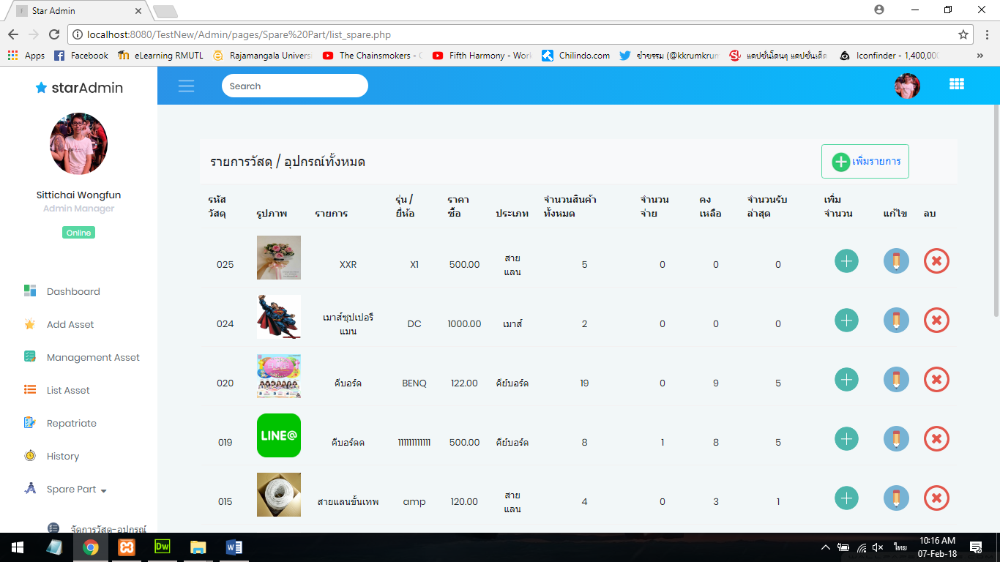 Star Admin
localhost:8080/TestNew/Admin/pages/Spare%20Part/list_spare.php
Apps Facebook eLearning RMUTL Rajamangala Universi The Chainsmokers - Fifth Harmony - Work Chilindo.com ขำขรรม (@kkrumkrum แคปชั่นโดนๆ แคปชั่นเด็ด Iconfinder - 1,400,000 »
starAdmin
Search
Sittichai Wongfun
Admin Manager
Online
Dashboard
Add Asset
Management Asset
List Asset
Repatriate
History
Spare Part
จัดการวัสดุ-อุปกรณ์
รายการวัสดุ / อุปกรณ์ทั้งหมด
เพิ่มรายการ
รหัสวัสดุ รูปภาพ รายการ รุ่น / ยี่ห้อ ราคาซื้อ ประเภท จำนวนสินค้าทั้งหมด จำนวนจ่าย คงเหลือ จำนวนรับล่าสุด เพิ่มจำนวน แก้ไข ลบ
025 XXR X1 500.00 สายแลน 5 0 0 0
024 เมาส์ซุปเปอร์แมน DC 1000.00 เมาส์ 2 0 0 0
020 คีบอร์ด BENQ 122.00 คีย์บอร์ด 19 0 9 5
LINE@
019 คีบอร์ดด 111111111111 500.00 คีย์บอร์ด 8 1 8 5
015 สายแลนขั้นเทพ amp 120.00 สายแลน 4 0 3 1
Dw
ไทย
10:16 AM
07-Feb-18